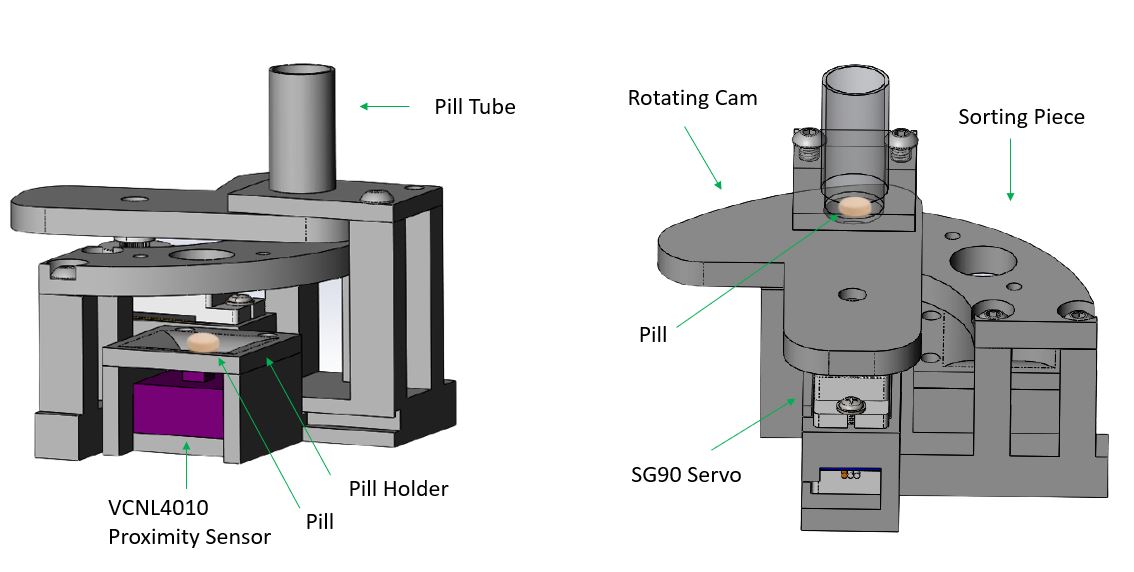 Pill Tube
VCNL4010
Proximity Sensor
Pill
Pill Holder
Rotating Cam
Sorting Piece
Pill
SG90 Servo